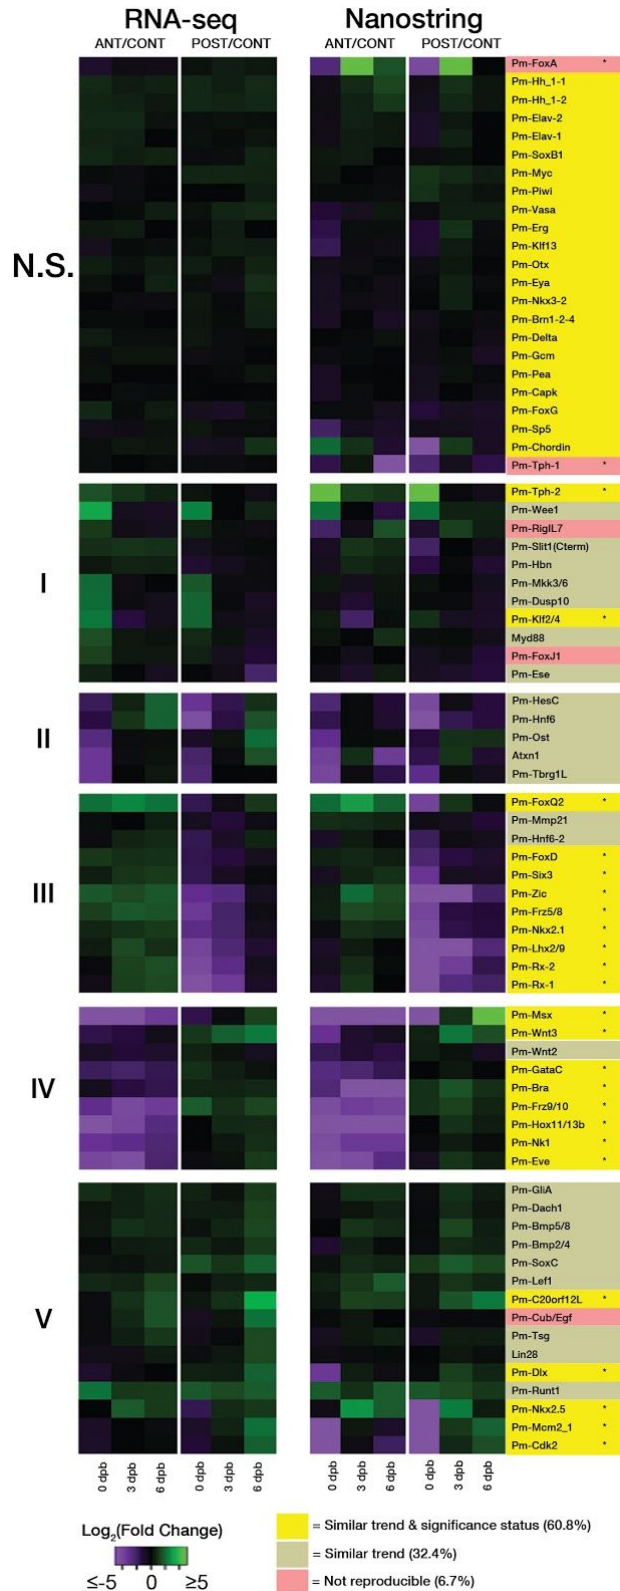 RNA-seq Nanostring
ANT/CONT POST/CONT ANT/CONT POST/CONT
N.S.
Pm-FoxA *
Pm-Hh_1-1
Pm-Hh_1-2
Pm-Elav-2
Pm-Elav-1
Pm-SoxB1
Pm-Myc
Pm-Piwi
Pm-Vasa
Pm-Erg
Pm-Klf13
Pm-Otx
Pm-Eya
Pm-Nkx3-2
Pm-Brn1-2-4
Pm-Delta
Pm-Gcm
Pm-Pea
Pm-Capk
Pm-FoxG
Pm-Sp5
Pm-Chordin
Pm-Tph-1 *
I
Pm-Tph-2 *
Pm-Wee1
Pm-RigIL7
Pm-Slit1(Cterm)
Pm-Hbn
Pm-Mkk3/6
Pm-Dusp10
Pm-Klf2/4 *
Myd88
Pm-FoxJ1
Pm-Ese
II
Pm-HesC
Pm-Hnf6
Pm-Ost
Atxn1
Pm-Tbrg1L
III
Pm-FoxQ2 *
Pm-Mmp21
Pm-Hnf6-2
Pm-FoxD *
Pm-Six3 *
Pm-Zic *
Pm-Frz5/8 *
Pm-Nkx2.1 *
Pm-Lhx2/9 *
Pm-Rx-2 *
Pm-Rx-1 *
IV
Pm-Msx *
Pm-Wnt3 *
Pm-Wnt2
Pm-GataC *
Pm-Bra *
Pm-Frz9/10 *
Pm-Hox11/13b *
Pm-Nk1 *
Pm-Eve *
V
Pm-GliA
Pm-Dach1
Pm-Bmp5/8
Pm-Bmp2/4
Pm-SoxC
Pm-Lef1
Pm-C20orf12L *
Pm-Cub/Egf
Pm-Tsg
Lin28
Pm-Dlx *
Pm-Runt1
Pm-Nkx2.5 *
Pm-Mcm2_1 *
Pm-Cdk2 *
0 dpb 3 dpb 6 dpb 0 dpb 3 dpb 6 dpb 0 dpb 3 dpb 6 dpb 0 dpb 3 dpb 6 dpb
Log2(Fold Change)
≤-5 0 ≥5
= Similar trend & significance status (60.8%)
= Similar trend (32.4%)
= Not reproducible (6.7%)